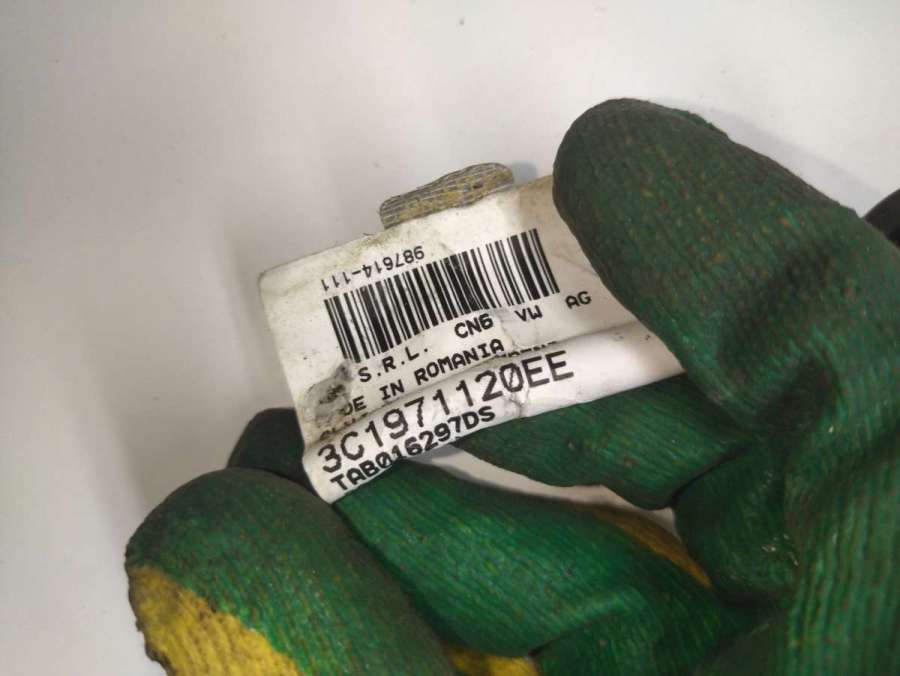 987614-111
S.R.L. CN6 VW AG
DE IN ROMANIA
3C1971120EE
TAB016297DS